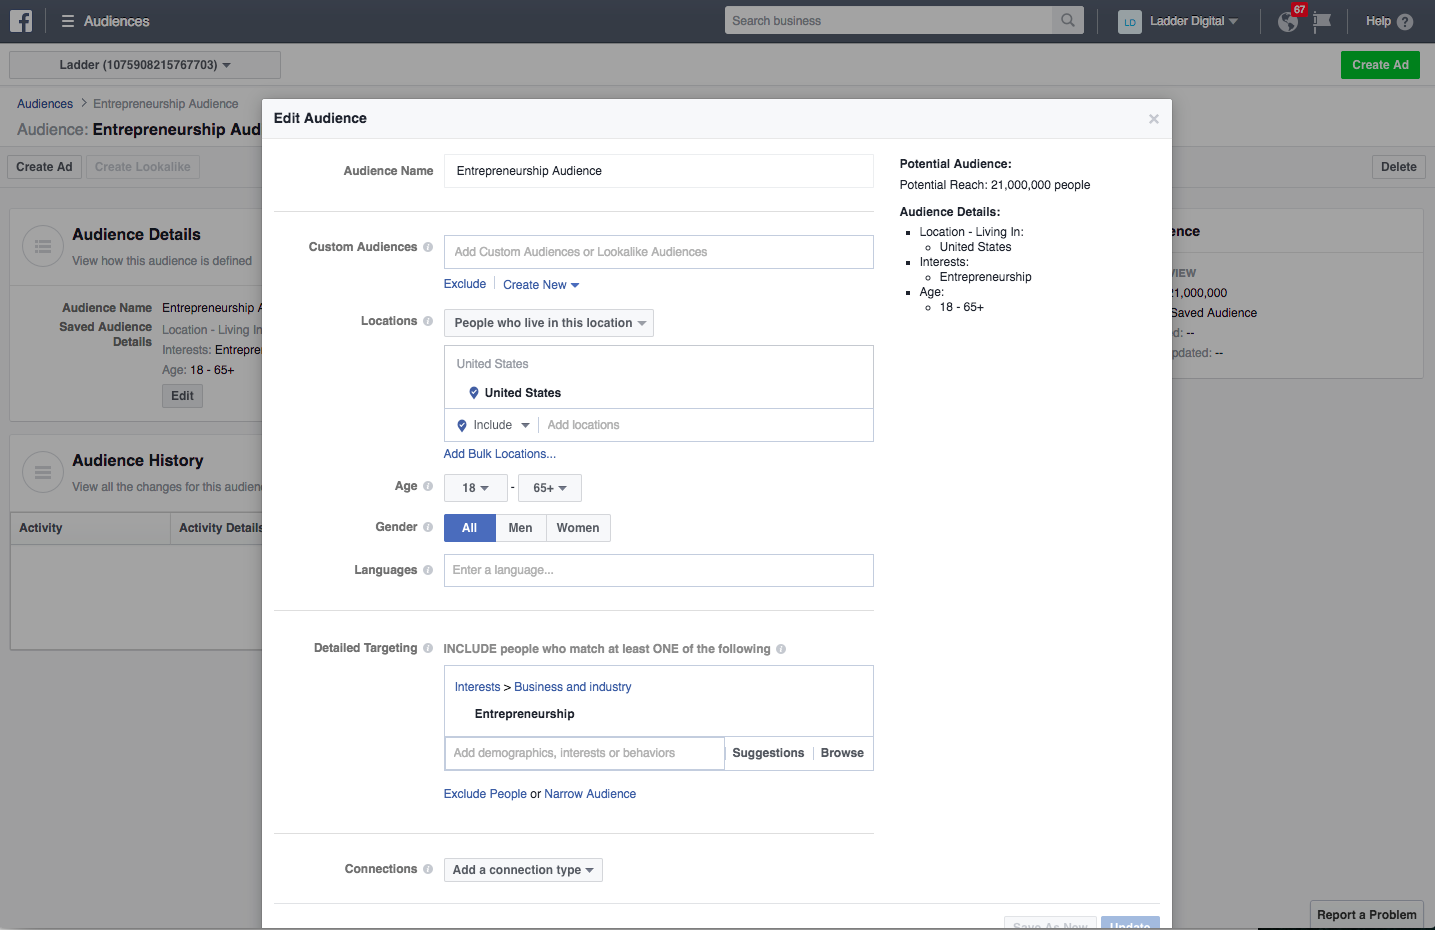 Audiences
Search business
LD
Ladder Digital
67
Help ?
Ladder (1075908215767703)
Create Ad
Audiences > Entrepreneurship Audience
Audience: Entrepreneurship Aud
Create Ad
Create Lookalike
Delete
Audience Details
View how this audience is defined
Audience Name Entrepreneurship A
Saved Audience Details
Location - Living In
Interests: Entrepre
Age: 18 - 65+
Edit
Audience History
View all the changes for this audien
Activity
Activity Details
Edit Audience
×
Audience Name
Entrepreneurship Audience
Custom Audiences
Add Custom Audiences or Lookalike Audiences
Exclude
Create New
Locations
People who live in this location
United States
United States
Include
Add locations
Add Bulk Locations...
Age
18 - 65+
Gender
All
Men
Women
Languages
Enter a language...
Detailed Targeting
INCLUDE people who match at least ONE of the following
Interests > Business and industry
Entrepreneurship
Add demographics, interests or behaviors
Suggestions
Browse
Exclude People or Narrow Audience
Connections
Add a connection type
Save As New
Update
Potential Audience:
Potential Reach: 21,000,000 people
Audience Details:
Location - Living In:
United States
Interests:
Entrepreneurship
Age:
18 - 65+
ence
IEW
1,000,000
Saved Audience
d: --
pdated: --
Report a Problem